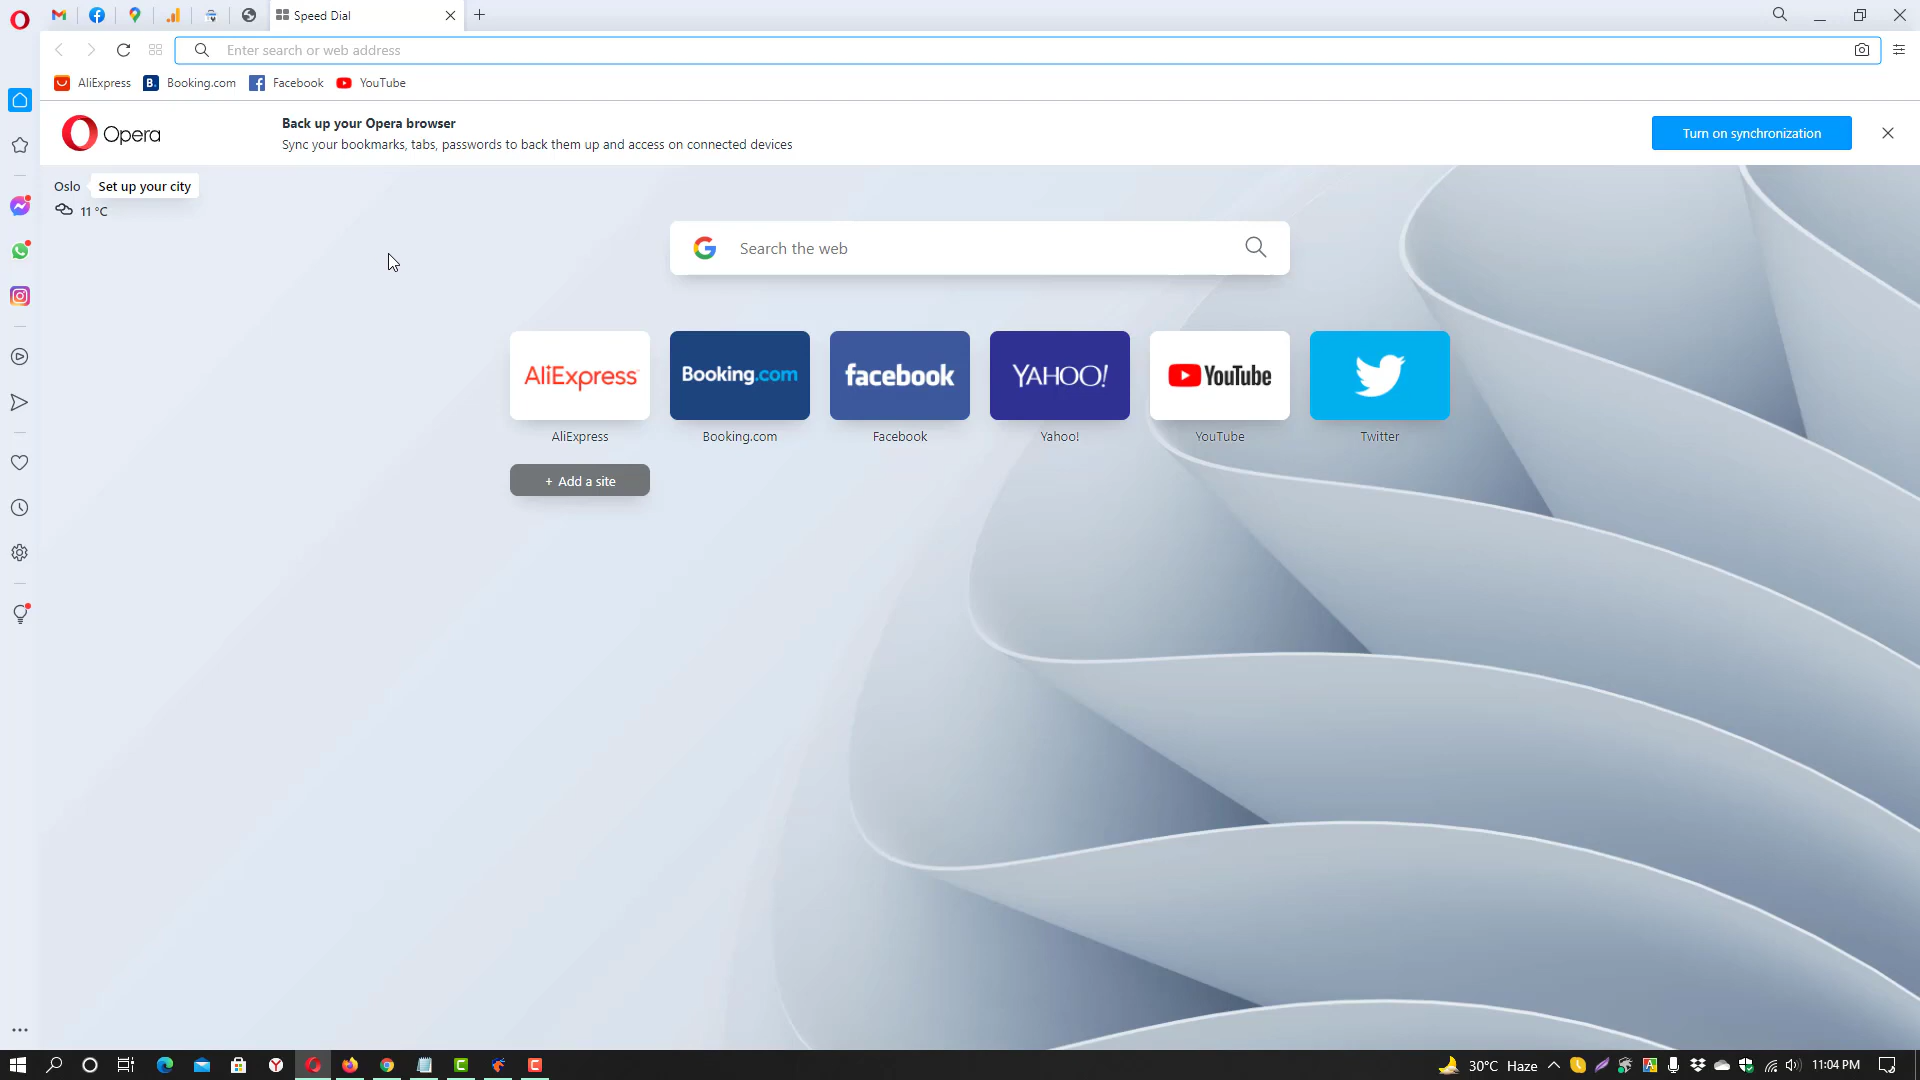 Speed Dial
Enter search or web address
AliExpress
Booking.com
Facebook
YouTube
Opera
Back up your Opera browser
Sync your bookmarks, tabs, passwords to back them up and access on connected devices
Turn on synchronization
Oslo
Set up your city
11 °C
Search the web
AliExpress
Booking.com
facebook
YAHOO!
YouTube
AliExpress
Booking.com
Facebook
Yahoo!
YouTube
Twitter
+ Add a site
30°C Haze
11:04 PM